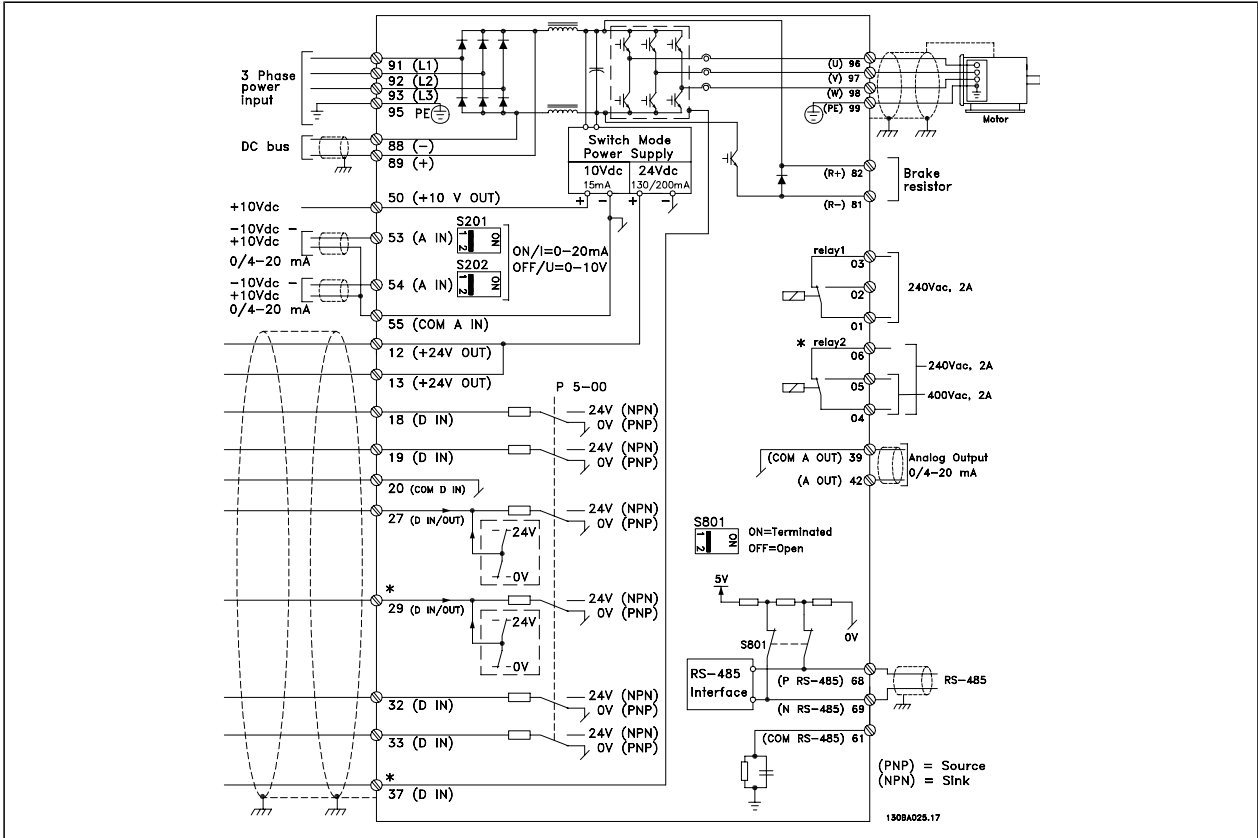 3 Phase
power
input
91 (L1)
92 (L2)
93 (L3)
95 PE
DC bus
88 (-)
89 (+)
+10Vdc
50 (+10 V OUT)
-10Vdc -
+10Vdc
0/4-20 mA
53 (A IN)
S201
1 2
ON
ON/I=0-20mA
OFF/U=0-10V
S202
1 2
ON
-10Vdc -
+10Vdc
0/4-20 mA
54 (A IN)
55 (COM A IN)
12 (+24V OUT)
13 (+24V OUT)
P 5-00
18 (D IN)
24V (NPN)
0V (PNP)
19 (D IN)
24V (NPN)
0V (PNP)
20 (COM D IN)
27 (D IN/OUT)
24V (NPN)
0V (PNP)
24V
0V
*
29 (D IN/OUT)
24V (NPN)
0V (PNP)
24V
0V
32 (D IN)
24V (NPN)
0V (PNP)
33 (D IN)
24V (NPN)
0V (PNP)
*
37 (D IN)
Switch Mode
Power Supply
10Vdc
15mA
24Vdc
130/200mA
+ - + -
(U) 96
(V) 97
(W) 98
(PE) 99
Motor
(R+) 82
(R-) 81
Brake
resistor
relay1
03
02
01
240Vac, 2A
* relay2
06
05
04
240Vac, 2A
400Vac, 2A
(COM A OUT) 39
(A OUT) 42
Analog Output
0/4-20 mA
S801
1 2
ON
ON=Terminated
OFF=Open
5V
0V
S801
RS-485
Interface
(P RS-485) 68
(N RS-485) 69
RS-485
(COM RS-485) 61
(PNP) = Source
(NPN) = Sink
130BA025.17